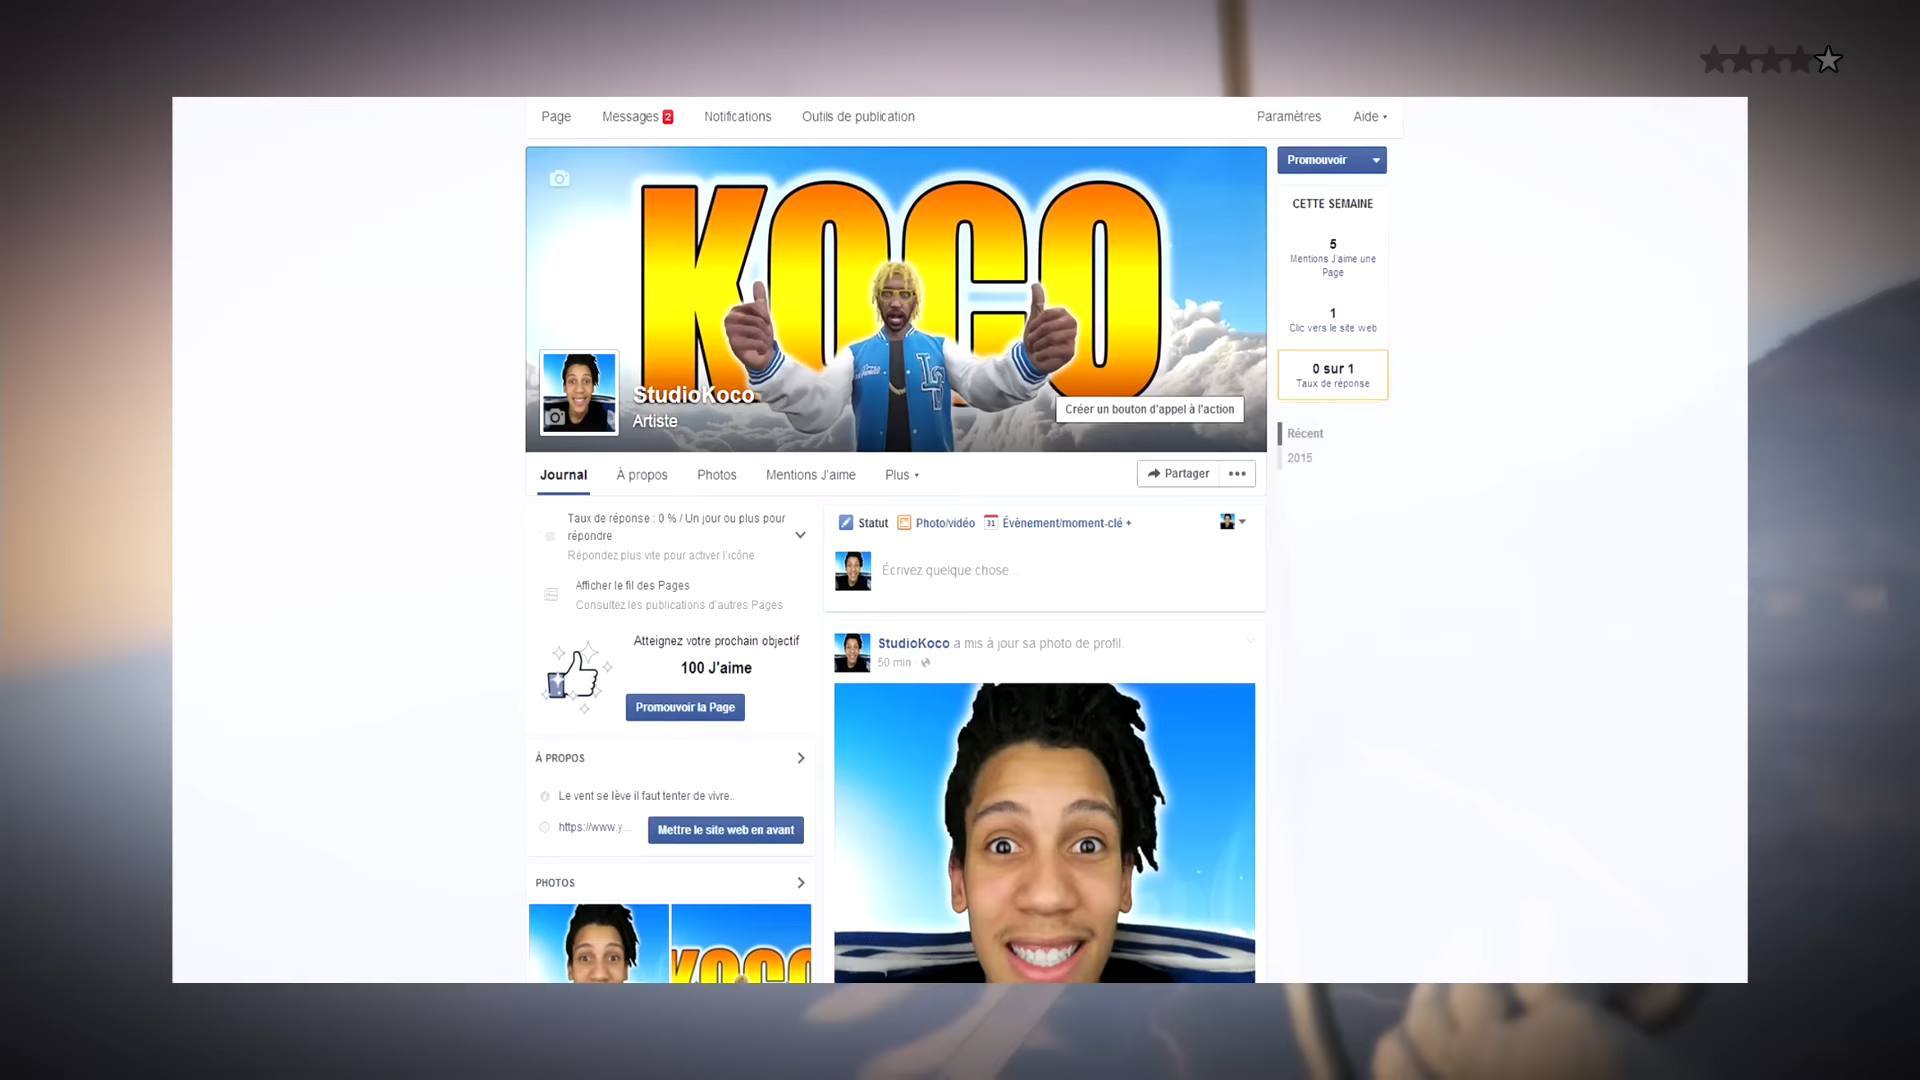 Page Messages 2 Notifications Outils de publication Paramètres Aide
KOCO
StudioKoco
Artiste
Créer un bouton d'appel à l'action
Promouvoir
CETTE SEMAINE
5
Mentions J'aime une
Page
1
Clic vers le site web
0 sur 1
Taux de réponse
Récent
2015
Journal À propos Photos Mentions J'aime Plus Partager
Taux de réponse : 0 % / Un jour ou plus pour
répondre
Répondez plus vite pour activer l'icône
Afficher le fil des Pages
Consultez les publications d'autres Pages
Atteignez votre prochain objectif
100 J'aime
Promouvoir la Page
À PROPOS
Le vent se lève il faut tenter de vivre..
https://www.y...
Mettre le site web en avant
PHOTOS
KOCO
Statut Photo/vidéo 31 Évènement/moment-clé +
Écrivez quelque chose...
StudioKoco a mis à jour sa photo de profil.
50 min